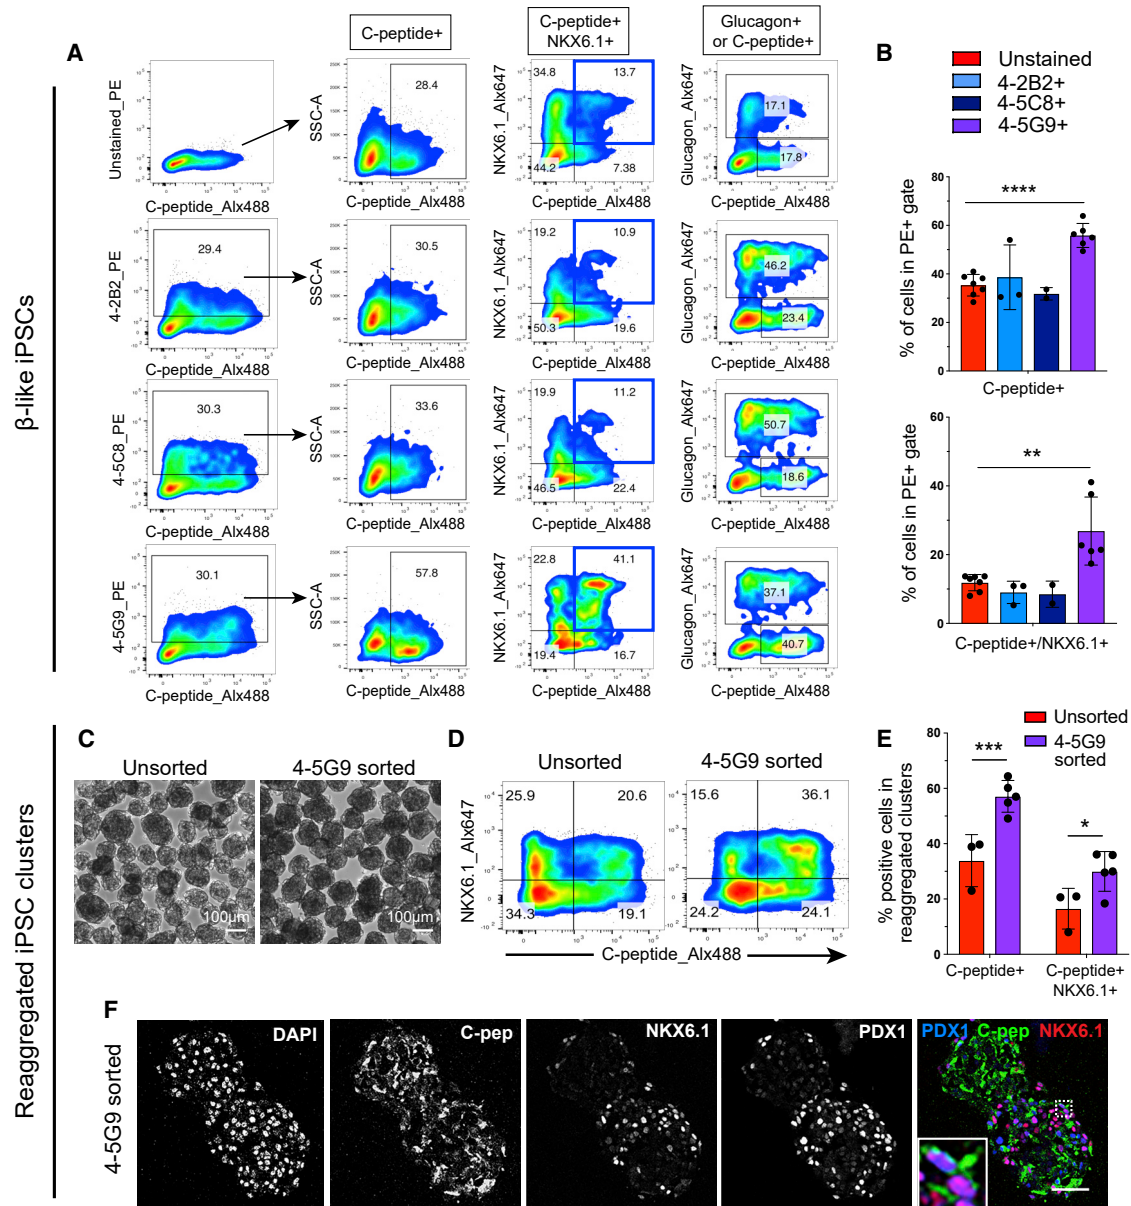 A
C-peptide+
C-peptide+
NKX6.1+
Glucagon+
or C-peptide+
B
Unstained
4-2B2+
4-5C8+
4-5G9+
β-like iPSCs
Unstained_PE
C-peptide_Alx488
SSC-A
28.4
C-peptide_Alx488
NKX6.1_Alx647
34.8
13.7
44.2
7.38
C-peptide_Alx488
Glucagon_Alx647
17.1
17.8
C-peptide_Alx488
4-2B2_PE
29.4
C-peptide_Alx488
SSC-A
30.5
C-peptide_Alx488
NKX6.1_Alx647
19.2
10.9
50.3
19.6
C-peptide_Alx488
Glucagon_Alx647
46.2
23.4
C-peptide_Alx488
4-5C8_PE
30.3
C-peptide_Alx488
SSC-A
33.6
C-peptide_Alx488
NKX6.1_Alx647
19.9
11.2
46.5
22.4
C-peptide_Alx488
Glucagon_Alx647
50.7
18.6
C-peptide_Alx488
4-5G9_PE
30.1
C-peptide_Alx488
SSC-A
57.8
C-peptide_Alx488
NKX6.1_Alx647
22.8
41.1
19.4
16.7
C-peptide_Alx488
Glucagon_Alx647
37.1
40.7
C-peptide_Alx488
% of cells in PE+ gate
80
60
40
20
0
****
C-peptide+
% of cells in PE+ gate
60
40
20
0
**
C-peptide+/NKX6.1+
Reaggregated iPSC clusters
C
Unsorted
4-5G9 sorted
100µm
100µm
D
Unsorted
4-5G9 sorted
NKX6.1_Alx647
25.9
20.6
34.3
19.1
15.6
36.1
24.2
24.1
C-peptide_Alx488
E
Unsorted
4-5G9
sorted
% positive cells in
reaggregated clusters
80
60
40
20
0
***
*
C-peptide+
C-peptide+
NKX6.1+
F
4-5G9 sorted
DAPI
C-pep
NKX6.1
PDX1
PDX1 C-pep NKX6.1